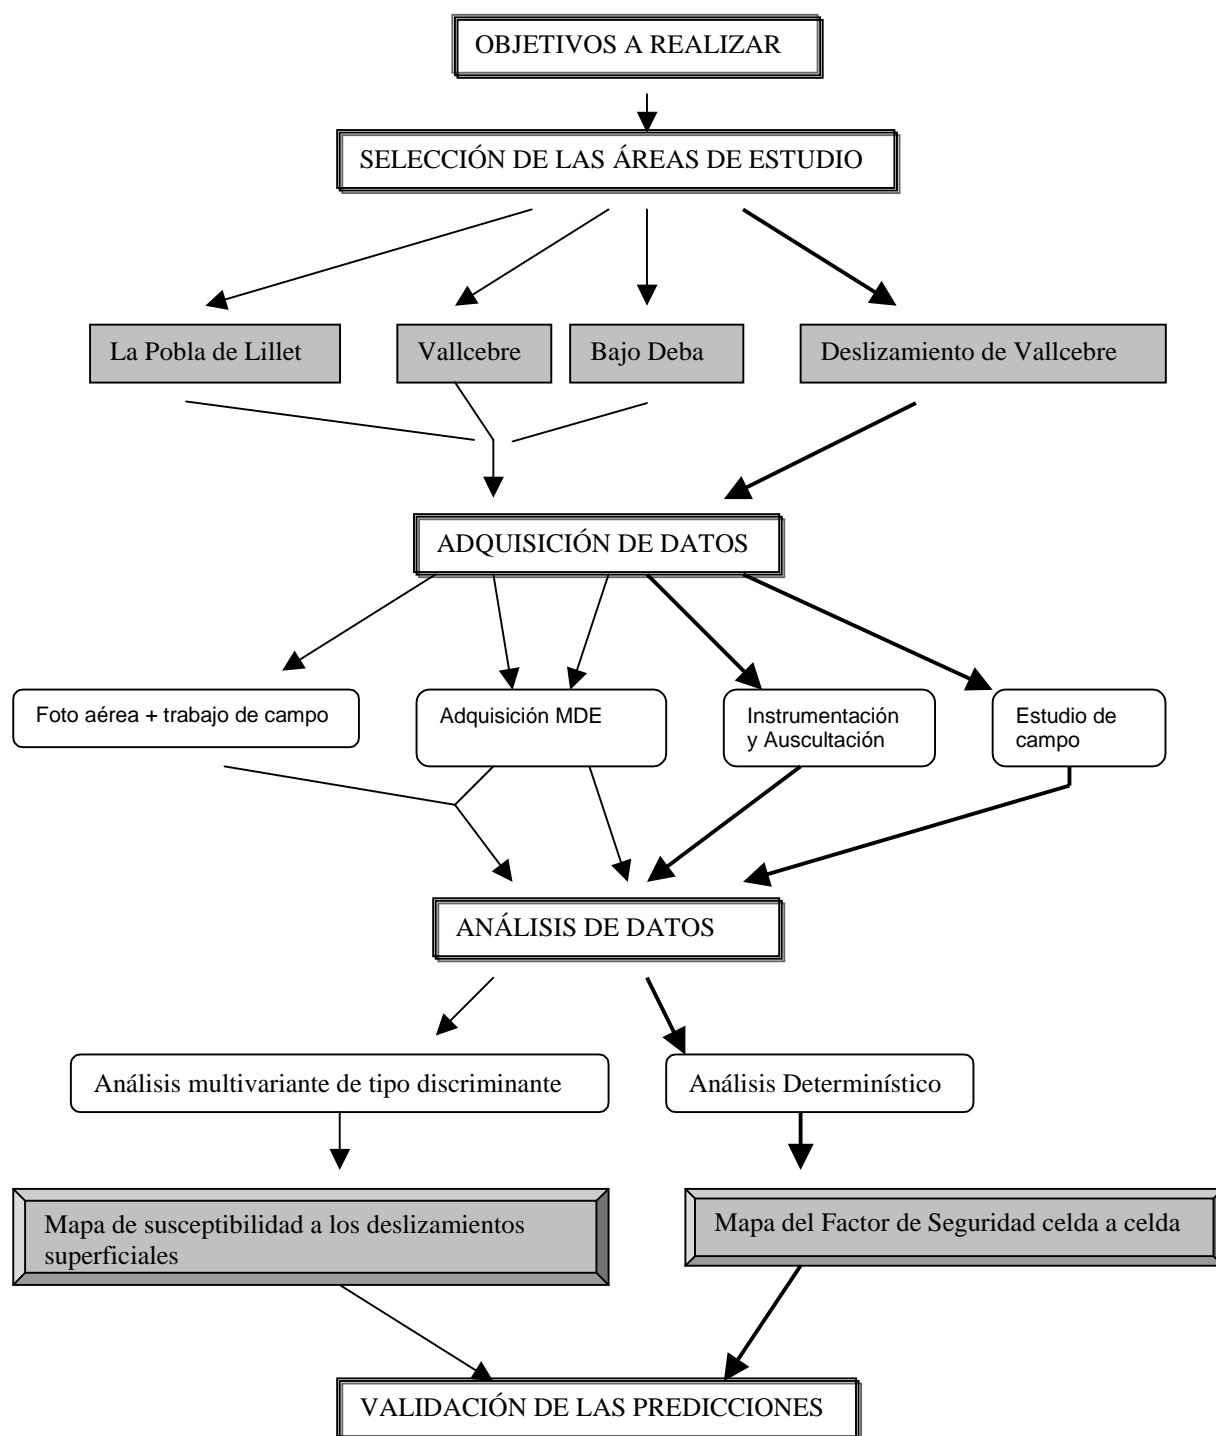 OBJETIVOS A REALIZAR
SELECCIÓN DE LAS ÁREAS DE ESTUDIO
La Pobla de Lillet
Vallcebre
Bajo Deba
Deslizamiento de Vallcebre
ADQUISICIÓN DE DATOS
Foto aérea + trabajo de campo
Adquisición MDE
Instrumentación
y Auscultación
Estudio de
campo
ANÁLISIS DE DATOS
Análisis multivariante de tipo discriminante
Análisis Determinístico
Mapa de susceptibilidad a los deslizamientos
superficiales
Mapa del Factor de Seguridad celda a celda
VALIDACIÓN DE LAS PREDICCIONES